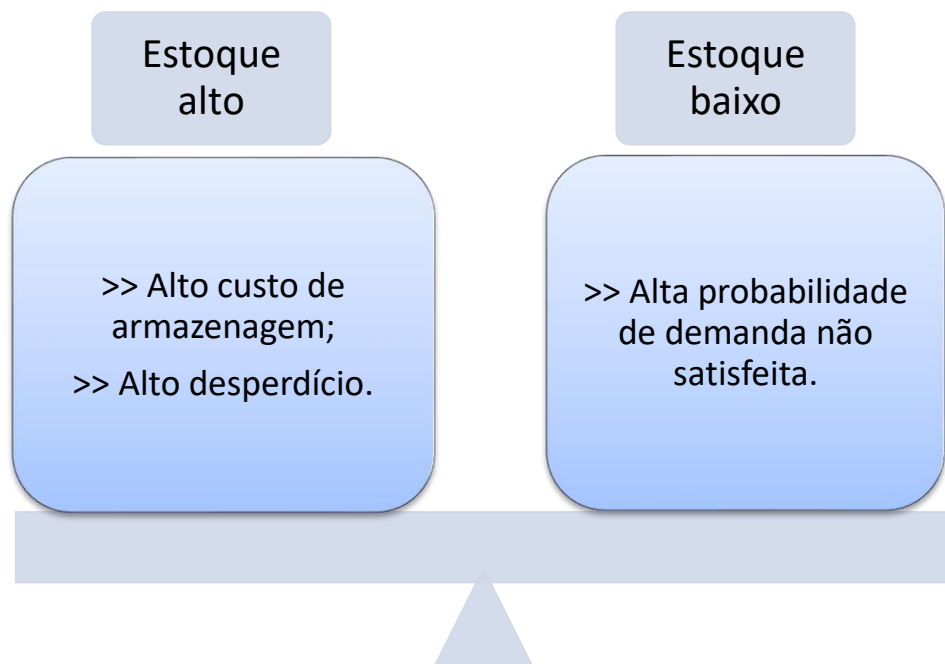 Estoque
alto
Estoque
baixo
>> Alto custo de
armazenagem;
>> Alto desperdício.
>> Alta probabilidade
de demanda não
satisfeita.